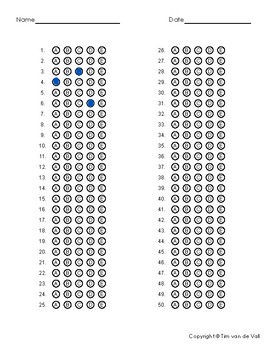 Name Date
1. A B C D E
2. A B C D E
3. A B D E
4. B C D E
5. A B C D E
6. A B C E
7. A B C D E
8. A B C D E
9. A B C D E
10. A B C D E
11. A B C D E
12. A B C D E
13. A B C D E
14. A B C D E
15. A B C D E
16. A B C D E
17. A B C D E
18. A B C D E
19. A B C D E
20. A B C D E
21. A B C D E
22. A B C D E
23. A B C D E
24. A B C D E
25 A B C D E
26. A B C D E
27. A B C D E
28. A B C D E
29. A B C D E
30. A B C D E
31. A B C D E
32. A B C D E
33. A B C D E
34. A B C D E
35. A B C D E
36. A B C D E
37. A B C D E
38. A B C D E
39. A B C D E
40. A B C D E
41. A B C D E
42. A B C D E
43. A B C D E
44. A B C D E
45. A B C D E
46. A B C D E
47. A B C D E
48. A B C D E
49. A B C D E
50. A B C D E
Copyright © Tim van de Vall